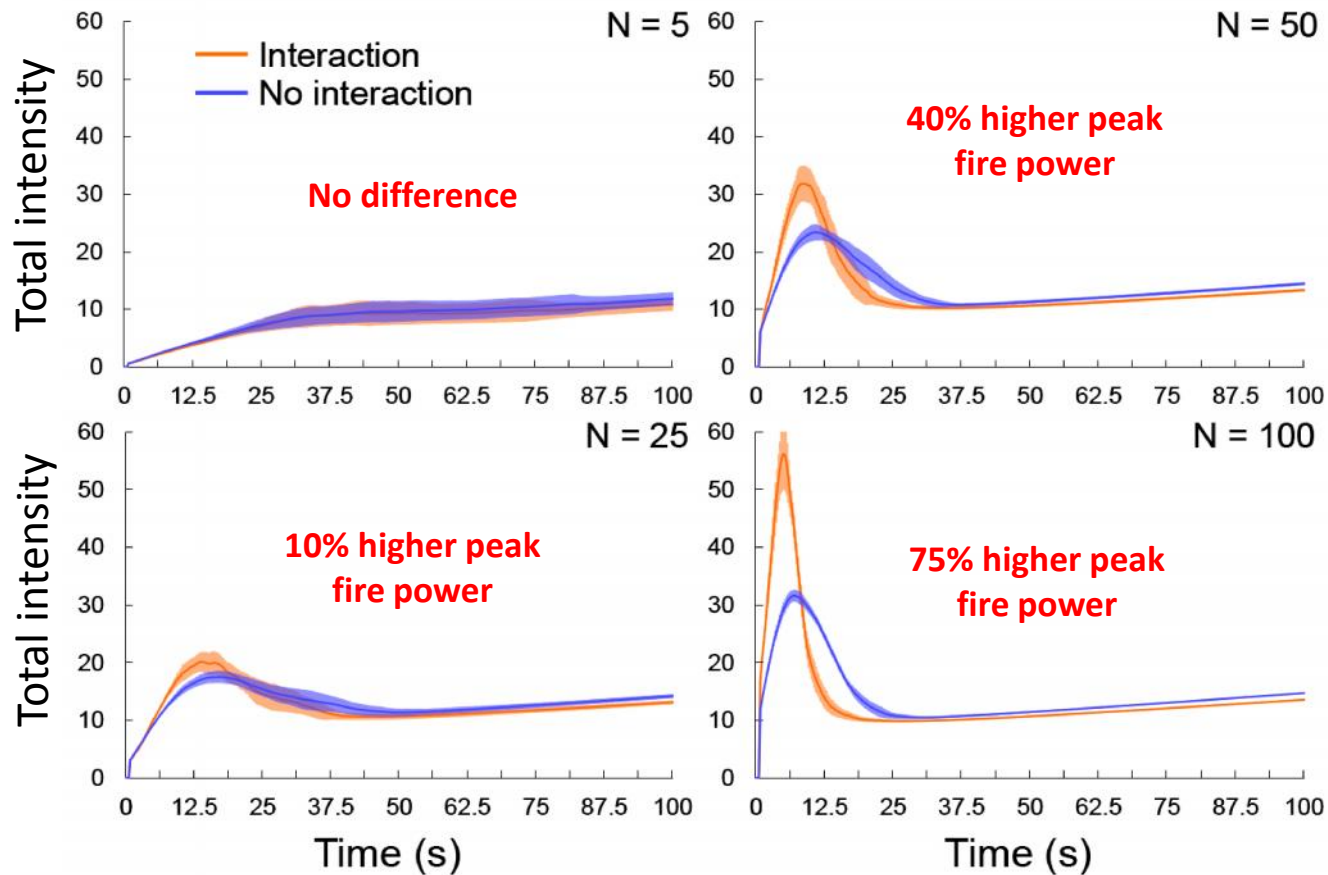 N = 5
Interaction
No interaction
No difference
Total intensity
60
50
40
30
20
10
0
0 12.5 25 37.5 50 62.5 75 87.5 100
N = 50
40% higher peak
fire power
60
50
40
30
20
10
0
0 12.5 25 37.5 50 62.5 75 87.5 100
N = 25
10% higher peak
fire power
Total intensity
60
50
40
30
20
10
0
0 12.5 25 37.5 50 62.5 75 87.5 100
Time (s)
N = 100
75% higher peak
fire power
60
50
40
30
20
10
0
0 12.5 25 37.5 50 62.5 75 87.5 100
Time (s)